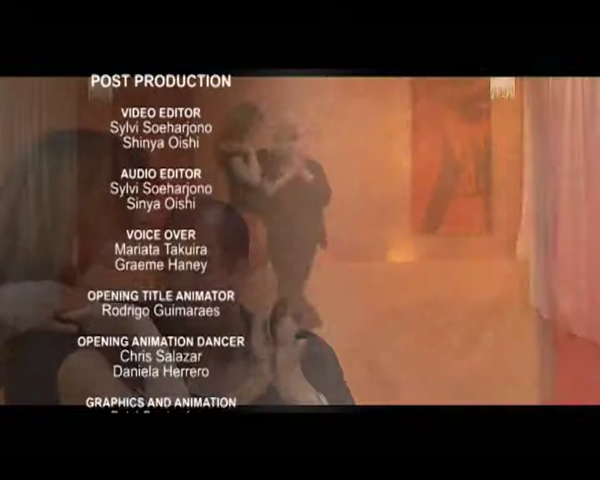 POST PRODUCTION
VIDEO EDITOR
Sylvi Soeharjono
Shinya Oishi
AUDIO EDITOR
Sylvi Soeharjono
Sinya Oishi
VOICE OVER
Mariata Takuira
Graeme Haney
OPENING TITLE ANIMATOR
Rodrigo Guimaraes
OPENING ANIMATION DANCER
Chris Salazar
Daniela Herrero
GRAPHICS AND ANIMATION